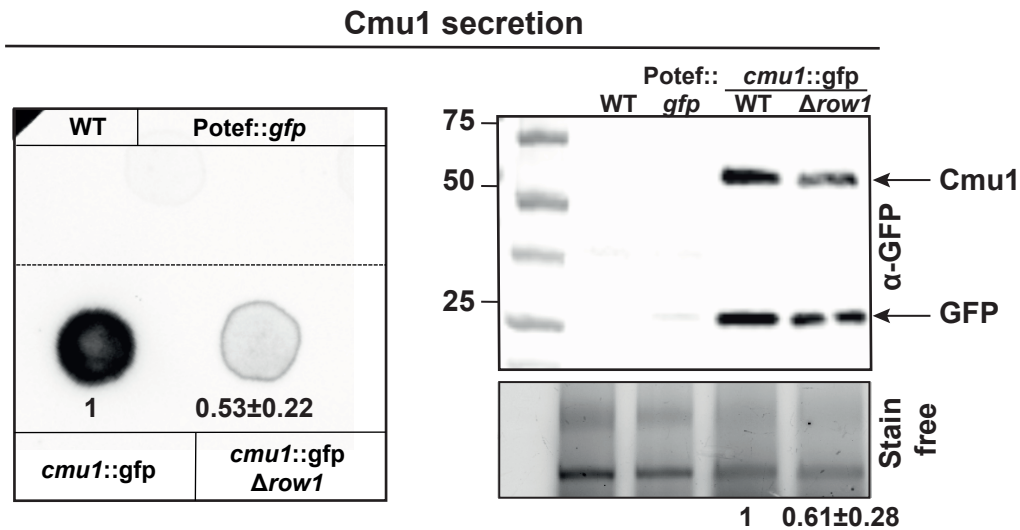 Cmu1 secretion
WT Potef::gfp
1 0.53±0.22
cmu1::gfp cmu1::gfp
Δrow1
Potef:: cmu1::gfp
WT gfp WT Δrow1
75
50
25
Cmu1
GFP
α-GFP
Stain
free
1 0.61±0.28